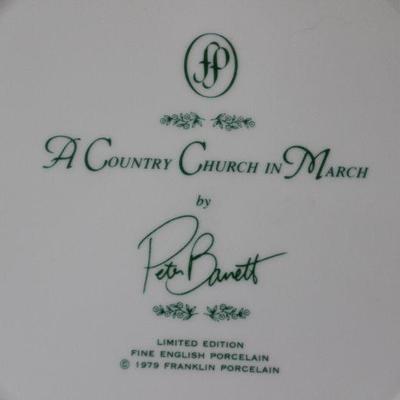 fp
A COUNTRY CHURCH IN MARCH
by
Peter Barrett
LIMITED EDITION
FINE ENGLISH PORCELAIN
© 1979 FRANKLIN PORCELAIN